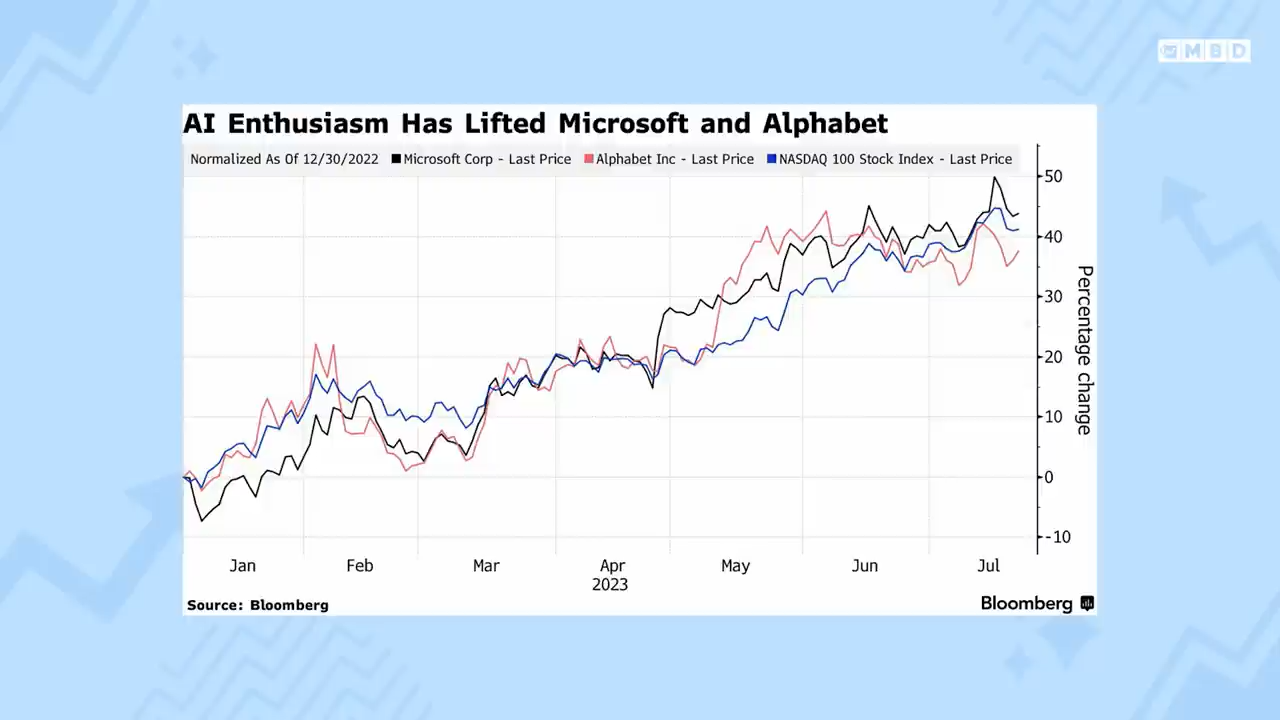 MBD
AI Enthusiasm Has Lifted Microsoft and Alphabet
Normalized As Of 12/30/2022 Microsoft Corp - Last Price Alphabet Inc - Last Price NASDAQ 100 Stock Index - Last Price
50
40
30
20
10
0
-10
Percentage change
Jan Feb Mar Apr May Jun Jul
2023
Source: Bloomberg
Bloomberg